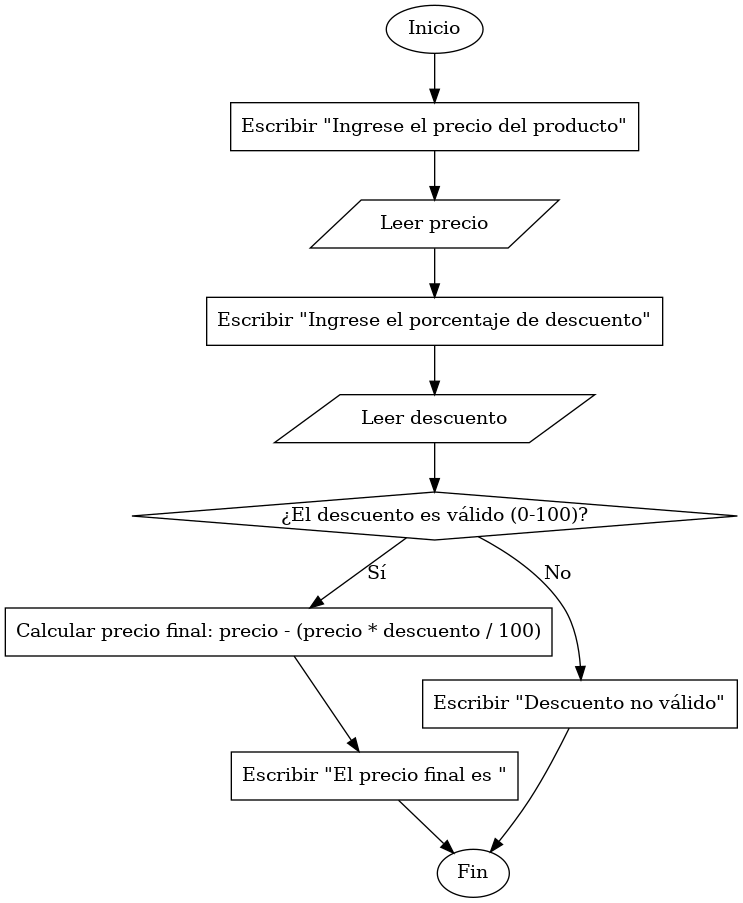 Inicio
Escribir "Ingrese el precio del producto"
Leer precio
Escribir "Ingrese el porcentaje de descuento"
Leer descuento
¿El descuento es válido (0-100)?
Sí
No
Calcular precio final: precio - (precio * descuento / 100)
Escribir "Descuento no válido"
Escribir "El precio final es "
Fin